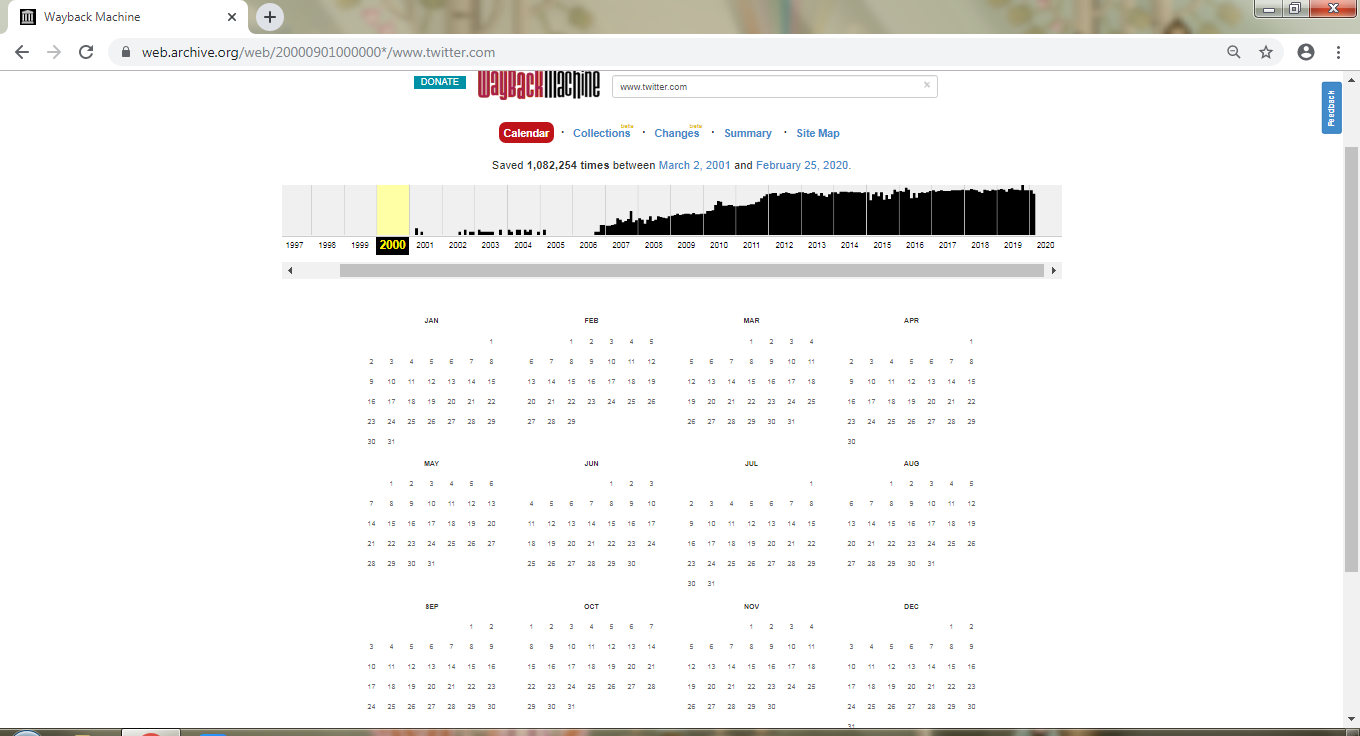 Wayback Machine
web.archive.org/web/20000901000000*/www.twitter.com
DONATE WayBackMachine www.twitter.com
Feedback
Calendar · Collections beta · Changes beta · Summary · Site Map
Saved 1,082,254 times between March 2, 2001 and February 25, 2020.
1997 1998 1999 2000 2001 2002 2003 2004 2005 2006 2007 2008 2009 2010 2011 2012 2013 2014 2015 2016 2017 2018 2019 2020
JAN FEB MAR APR
1 1 2 3 4 5 1 2 3 4 1
2 3 4 5 6 7 8 6 7 8 9 10 11 12 5 6 7 8 9 10 11 2 3 4 5 6 7 8
9 10 11 12 13 14 15 13 14 15 16 17 18 19 12 13 14 15 16 17 18 9 10 11 12 13 14 15
16 17 18 19 20 21 22 20 21 22 23 24 25 26 19 20 21 22 23 24 25 16 17 18 19 20 21 22
23 24 25 26 27 28 29 27 28 29 26 27 28 29 30 31 23 24 25 26 27 28 29
30 31 30
MAY JUN JUL AUG
1 2 3 4 5 6 1 2 3 1 1 2 3 4 5
7 8 9 10 11 12 13 4 5 6 7 8 9 10 2 3 4 5 6 7 8 6 7 8 9 10 11 12
14 15 16 17 18 19 20 11 12 13 14 15 16 17 9 10 11 12 13 14 15 13 14 15 16 17 18 19
21 22 23 24 25 26 27 18 19 20 21 22 23 24 16 17 18 19 20 21 22 20 21 22 23 24 25 26
28 29 30 31 25 26 27 28 29 30 23 24 25 26 27 28 29 27 28 29 30 31
30 31
SEP OCT NOV DEC
1 2 1 2 3 4 5 6 7 1 2 3 4 1 2
3 4 5 6 7 8 9 8 9 10 11 12 13 14 5 6 7 8 9 10 11 3 4 5 6 7 8 9
10 11 12 13 14 15 16 15 16 17 18 19 20 21 12 13 14 15 16 17 18 10 11 12 13 14 15 16
17 18 19 20 21 22 23 22 23 24 25 26 27 28 19 20 21 22 23 24 25 17 18 19 20 21 22 23
24 25 26 27 28 29 30 29 30 31 26 27 28 29 30 24 25 26 27 28 29 30
31